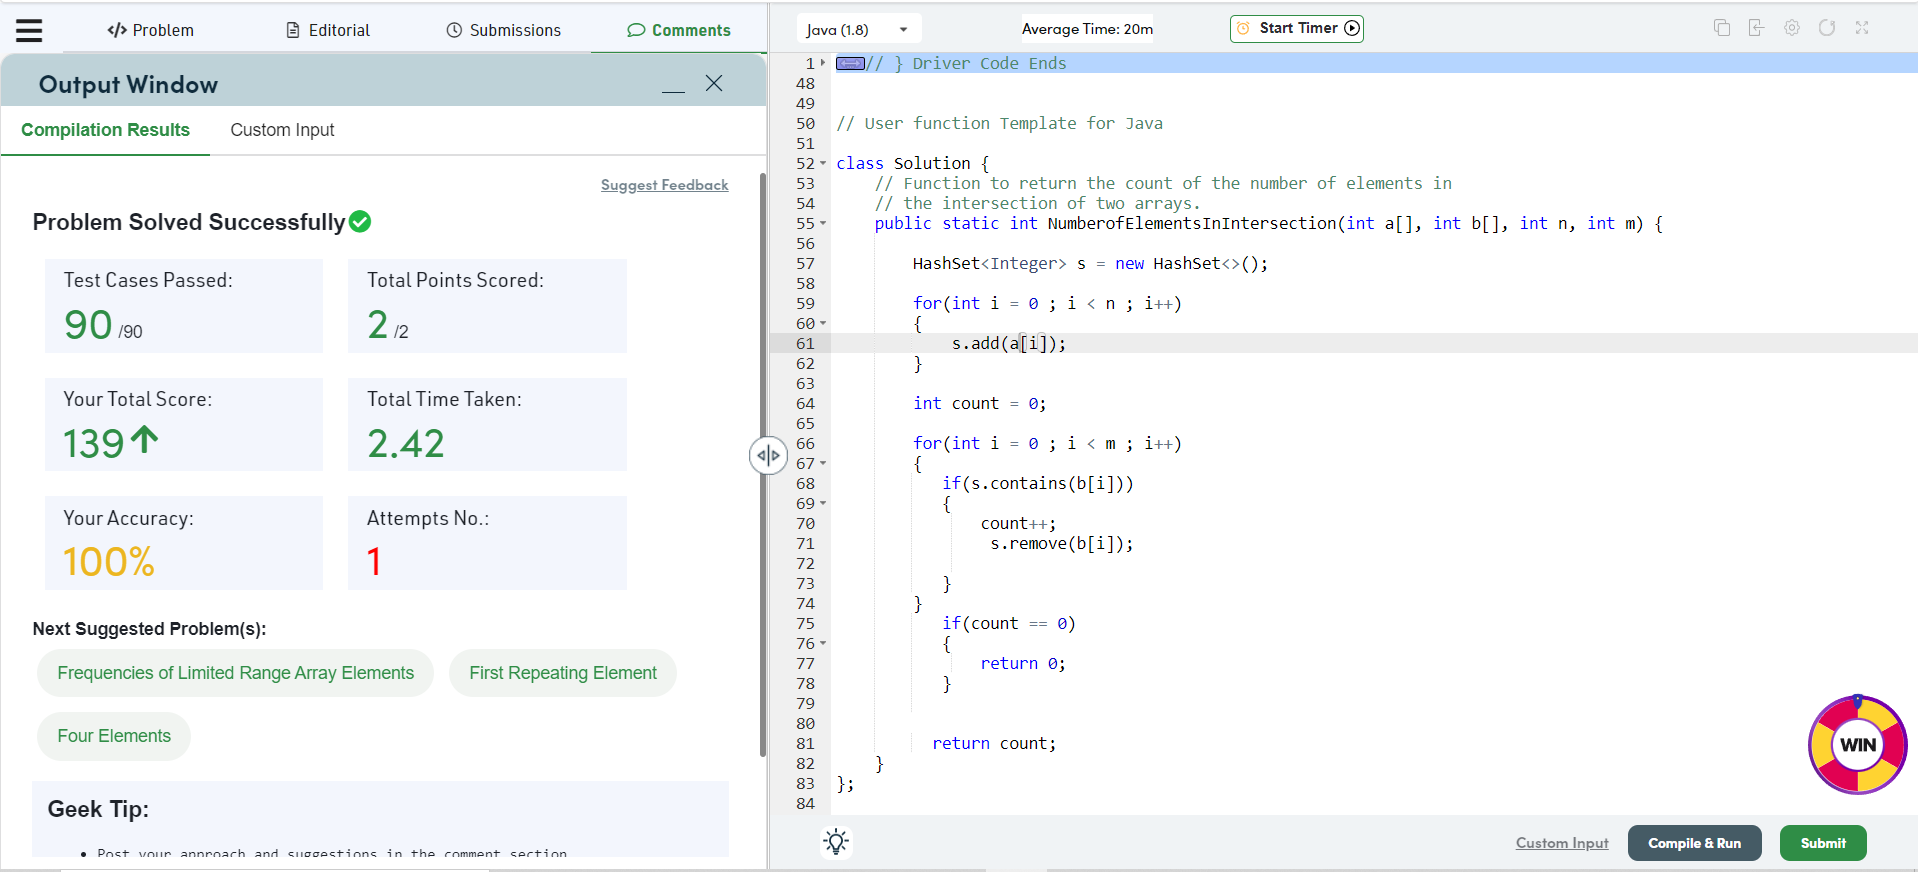 Problem
Editorial
Submissions
Comments
Output Window
Compilation Results
Custom Input
Suggest Feedback
Problem Solved Successfully
Test Cases Passed:
90 /90
Total Points Scored:
2 /2
Your Total Score:
139
Total Time Taken:
2.42
Your Accuracy:
100%
Attempts No.:
1
Next Suggested Problem(s):
Frequencies of Limited Range Array Elements
First Repeating Element
Four Elements
Geek Tip:
• Post your approach and suggestions in the comment section
Java (1.8)
Average Time: 20m
Start Timer
1 // } Driver Code Ends
48
49
50 // User function Template for Java
51
52 class Solution {
53 // Function to return the count of the number of elements in
54 // the intersection of two arrays.
55 public static int NumberofElementsInIntersection(int a[], int b[], int n, int m) {
56
57 HashSet<Integer> s = new HashSet<>();
58
59 for(int i = 0 ; i < n ; i++)
60 {
61 s.add(a[i]);
62 }
63
64 int count = 0;
65
66 for(int i = 0 ; i < m ; i++)
67 {
68 if(s.contains(b[i]))
69 {
70 count++;
71 s.remove(b[i]);
72
73 }
74 }
75 if(count == 0)
76 {
77 return 0;
78 }
79
80
81 return count;
82 }
83 };
84
WIN
Custom Input
Compile & Run
Submit